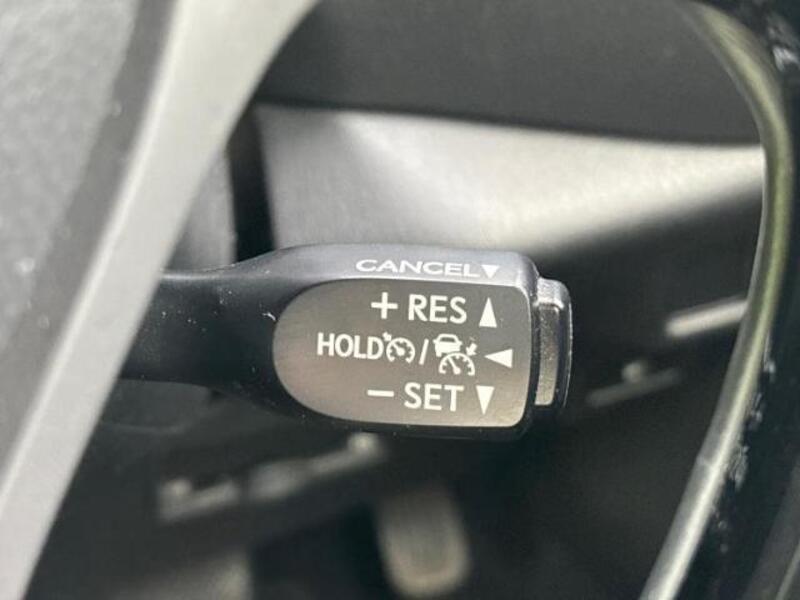 CANCEL▼
+ RES ▲
HOLD / ◀
− SET ▼